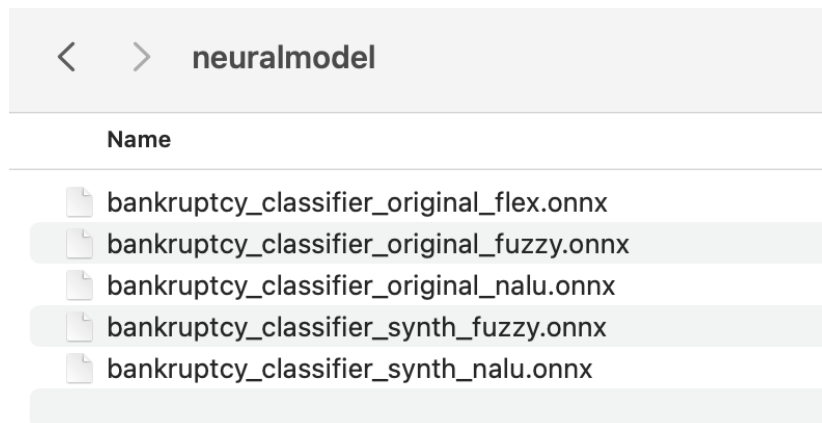 neuralmodel
Name
bankruptcy_classifier_original_flex.onnx
bankruptcy_classifier_original_fuzzy.onnx
bankruptcy_classifier_original_nalu.onnx
bankruptcy_classifier_synth_fuzzy.onnx
bankruptcy_classifier_synth_nalu.onnx